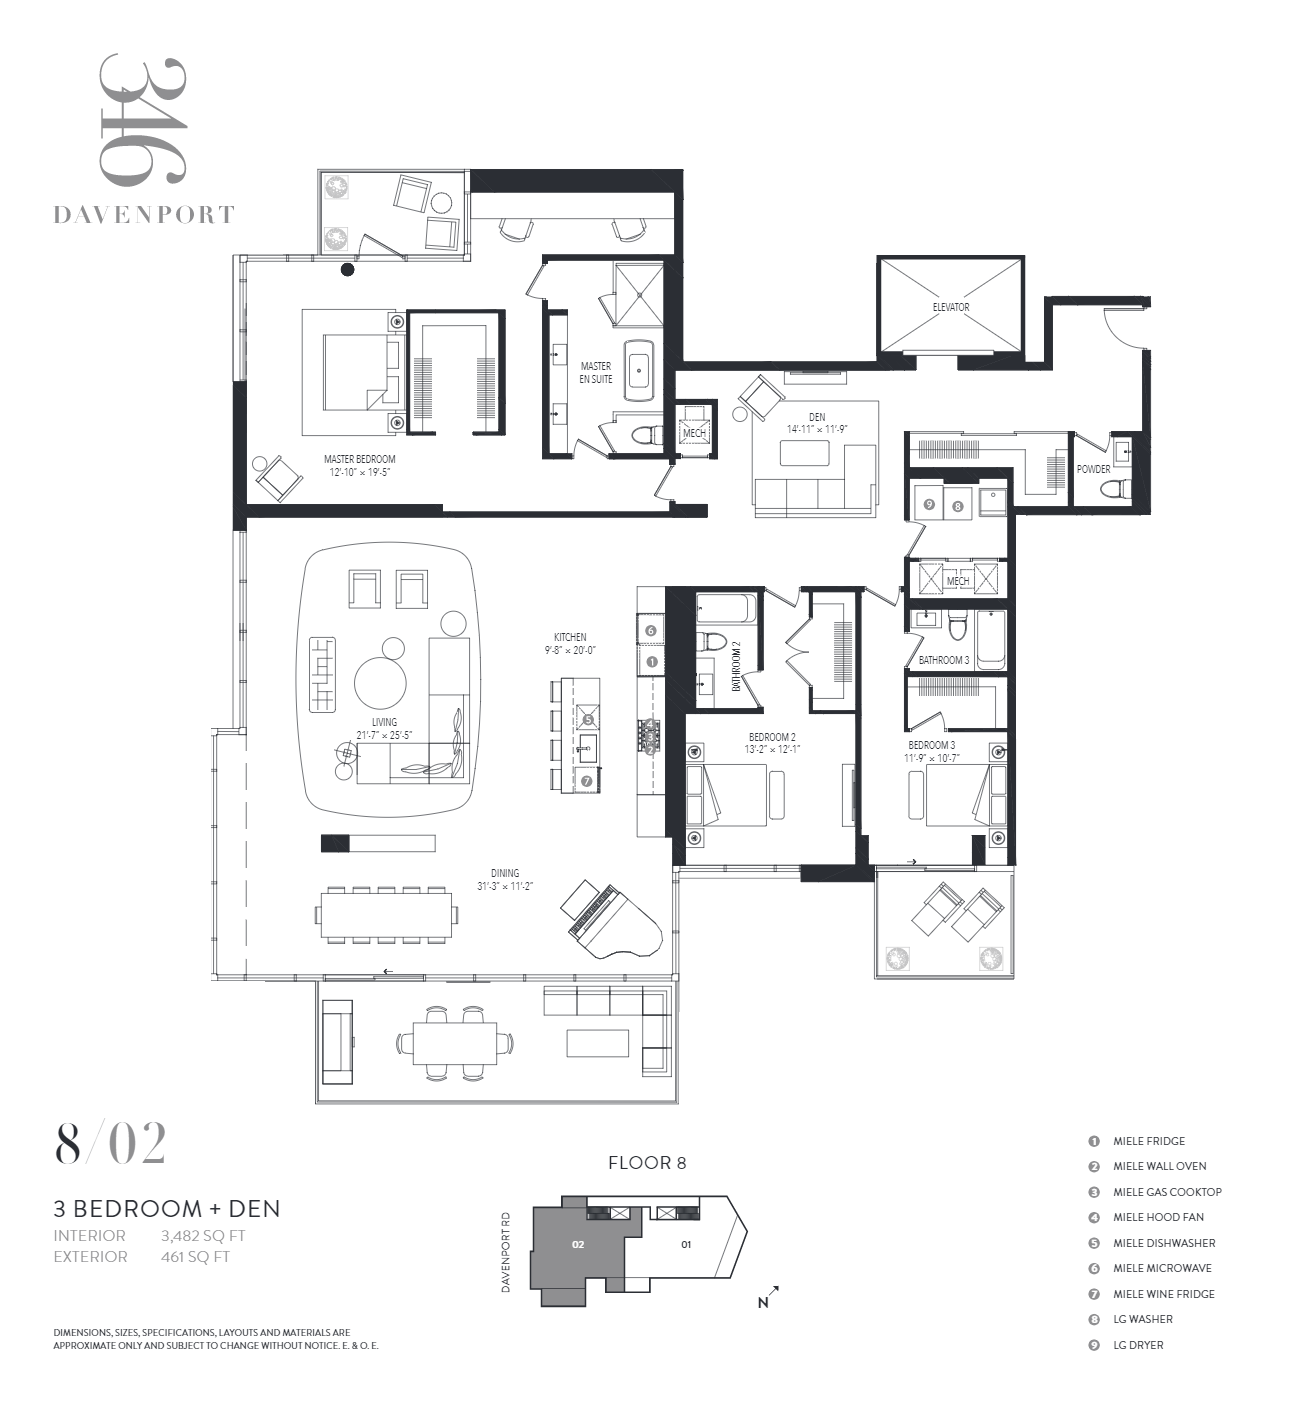 346
DAVENPORT
ELEVATOR
MASTER
EN SUITE
MECH
DEN
14'-11" × 11'-9"
MASTER BEDROOM
12'-10" × 19'-5"
POWDER
9
8
MECH
KITCHEN
9'-8" × 20'-0"
6
1
BATHROOM 2
BATHROOM 3
LIVING
21'-7" × 25'-5"
5
7
BEDROOM 2
13'-2" × 12'-1"
BEDROOM 3
11'-9" × 10'-7"
DINING
31'-3" × 11'-2"
8/02
3 BEDROOM + DEN
INTERIOR 3,482 SQ FT
EXTERIOR 461 SQ FT
DIMENSIONS, SIZES, SPECIFICATIONS, LAYOUTS AND MATERIALS ARE
APPROXIMATE ONLY AND SUBJECT TO CHANGE WITHOUT NOTICE. E. & O. E.
FLOOR 8
DAVENPORT RD
02
01
N
1 MIELE FRIDGE
2 MIELE WALL OVEN
3 MIELE GAS COOKTOP
4 MIELE HOOD FAN
5 MIELE DISHWASHER
6 MIELE MICROWAVE
7 MIELE WINE FRIDGE
8 LG WASHER
9 LG DRYER